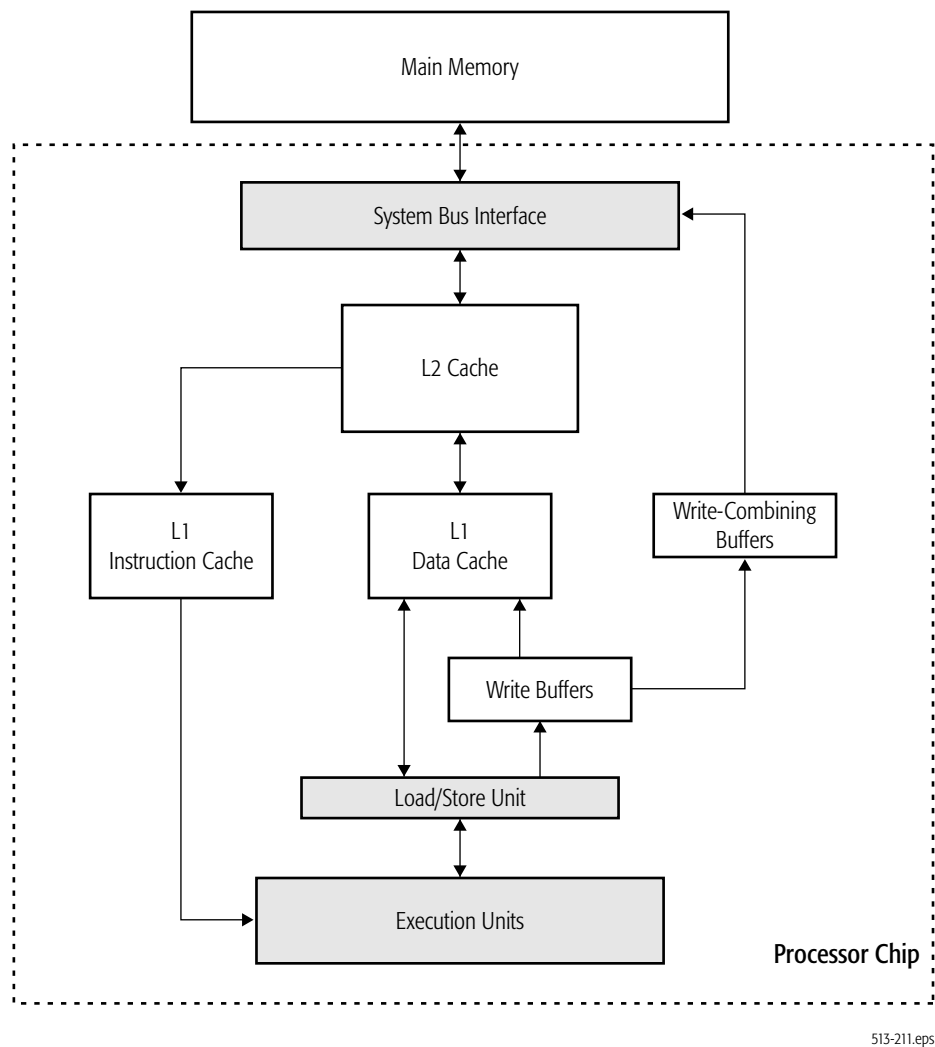 Main Memory
System Bus Interface
L2 Cache
L1
Instruction Cache
L1
Data Cache
Write-Combining
Buffers
Write Buffers
Load/Store Unit
Execution Units
Processor Chip
513-211.eps